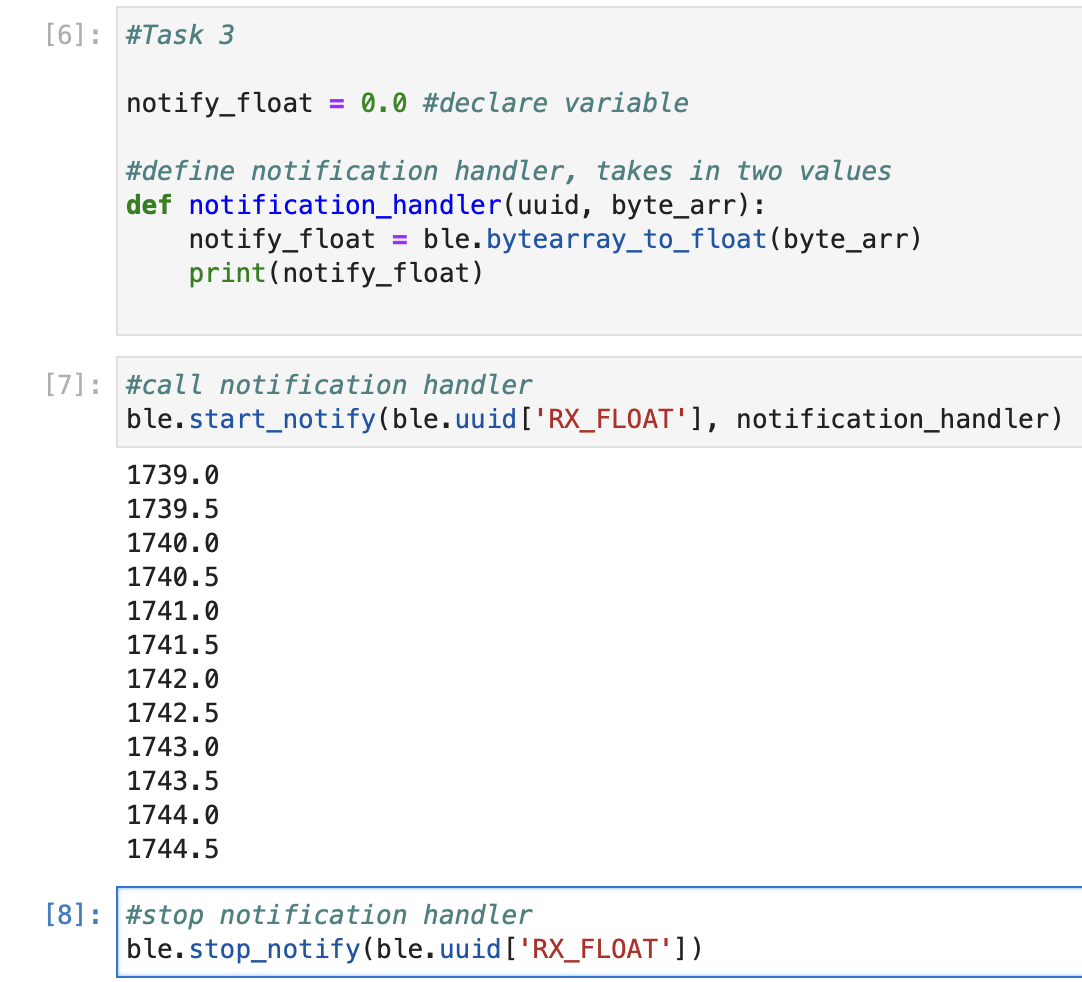 [6]:
#Task 3
notify_float = 0.0 #declare variable
#define notification handler, takes in two values
def notification_handler(uuid, byte_arr):
    notify_float = ble.bytearray_to_float(byte_arr)
    print(notify_float)
[7]:
#call notification handler
ble.start_notify(ble.uuid['RX_FLOAT'], notification_handler)
1739.0
1739.5
1740.0
1740.5
1741.0
1741.5
1742.0
1742.5
1743.0
1743.5
1744.0
1744.5
[8]:
#stop notification handler
ble.stop_notify(ble.uuid['RX_FLOAT'])